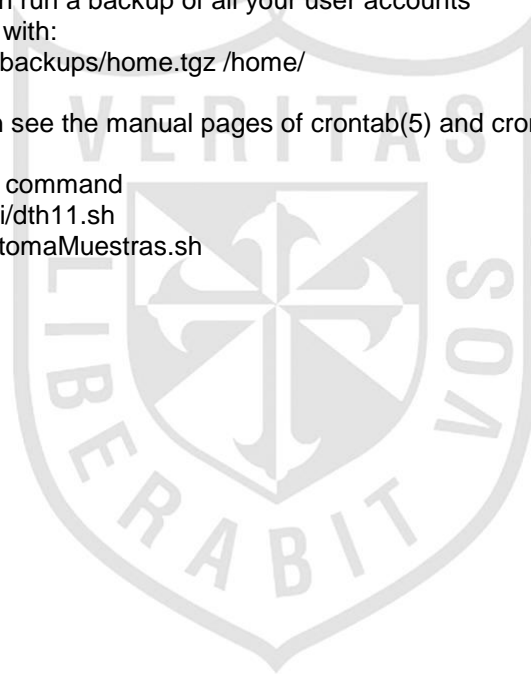 n run a backup of all your user accounts
with:
backups/home.tgz /home/
n see the manual pages of crontab(5) and cron
command
i/dth11.sh
tomaMuestras.sh
VERITAS
LIBERABIT
VOS